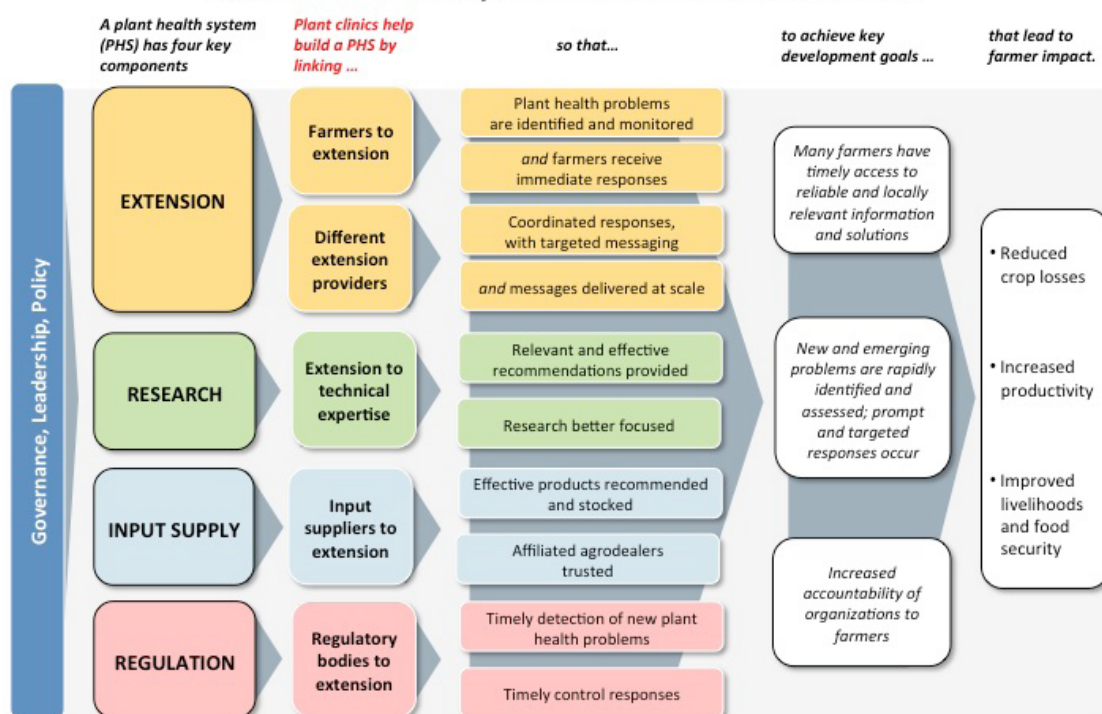 A plant health system
(PHS) has four key
components
Plant clinics help
build a PHS by
linking …
so that…
to achieve key
development goals …
that lead to
farmer impact.
Governance, Leadership, Policy
EXTENSION
Farmers to
extension
Plant health problems
are identified and monitored
and farmers receive
immediate responses
Different
extension
providers
Coordinated responses,
with targeted messaging
and messages delivered at scale
RESEARCH
Extension to
technical
expertise
Relevant and effective
recommendations provided
Research better focused
INPUT SUPPLY
Input
suppliers to
extension
Effective products recommended
and stocked
Affiliated agrodealers
trusted
REGULATION
Regulatory
bodies to
extension
Timely detection of new plant
health problems
Timely control responses
Many farmers have
timely access to
reliable and locally
relevant information
and solutions
New and emerging
problems are rapidly
identified and
assessed; prompt
and targeted
responses occur
Increased
accountability of
organizations to
farmers
• Reduced
crop losses
• Increased
productivity
• Improved
livelihoods
and food
security